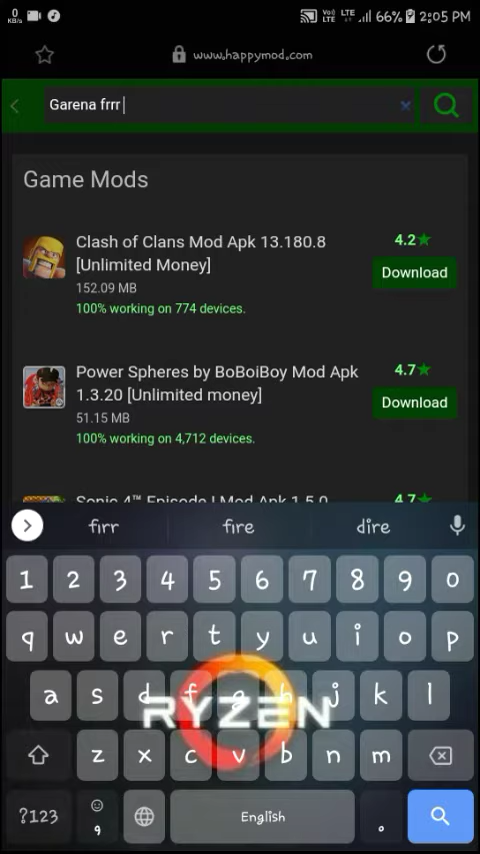 0 KB/s VoI) LTE LTE 66% 2:05 PM
www.happymod.com
Garena frrr
Game Mods
Clash of Clans Mod Apk 13.180.8
[Unlimited Money]
152.09 MB
100% working on 774 devices.
4.2
Download
Power Spheres by BoBoiBoy Mod Apk
1.3.20 [Unlimited money]
51.15 MB
100% working on 4,712 devices.
4.7
Download
Sonic 4™ Episode I Mod Apk 1.5.0
4.7
firr fire dire
1 2 3 4 5 6 7 8 9 0
q w e r t y u i o p
a s d f g h j k l
RYZEN
z x c v b n m
?123 , English .